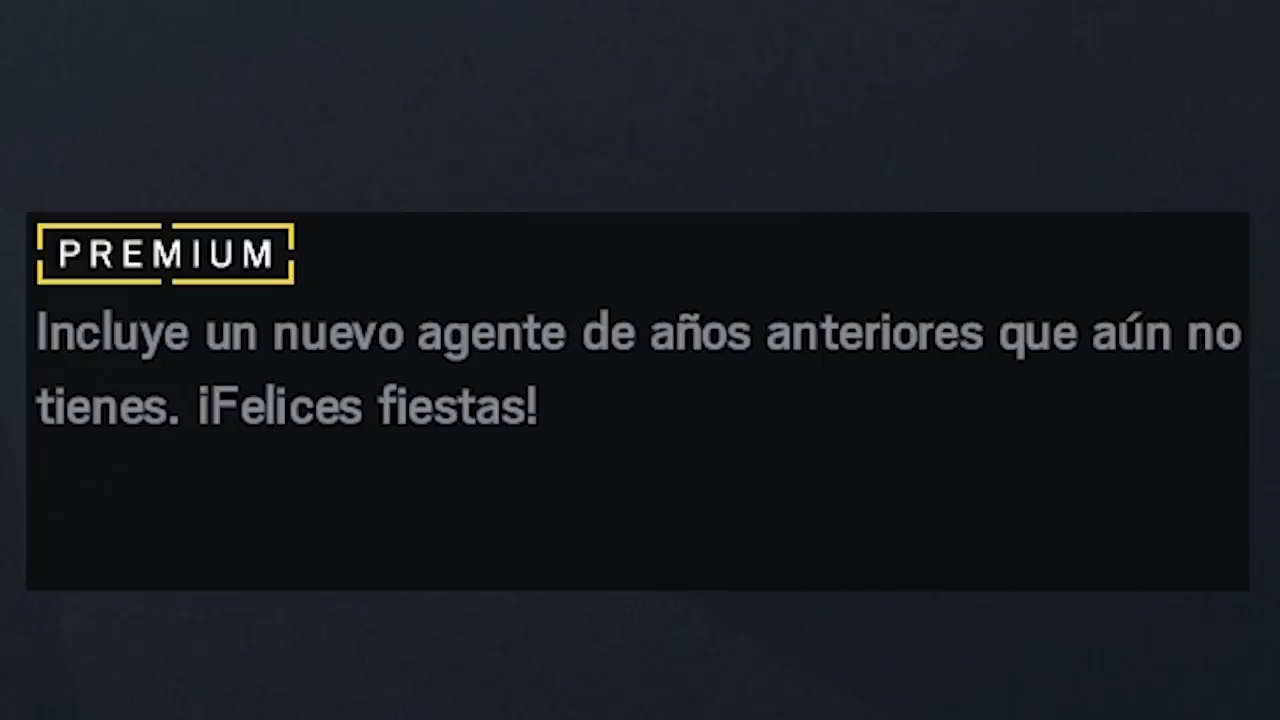 PREMIUM
Incluye un nuevo agente de años anteriores que aún no
tienes. ¡Felices fiestas!